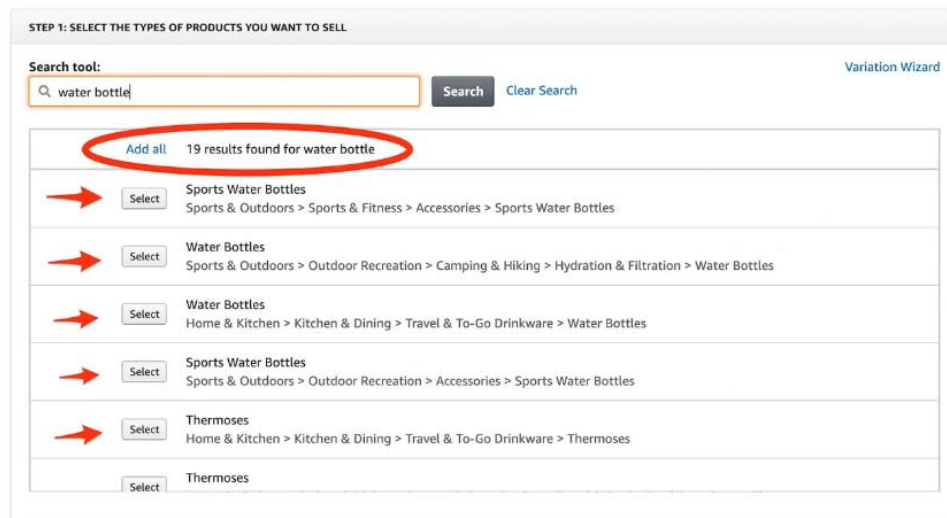 STEP 1: SELECT THE TYPES OF PRODUCTS YOU WANT TO SELL
Search tool:
Variation Wizard
water bottle
Search
Clear Search
Add all 19 results found for water bottle
Select
Sports Water Bottles
Sports & Outdoors > Sports & Fitness > Accessories > Sports Water Bottles
Select
Water Bottles
Sports & Outdoors > Outdoor Recreation > Camping & Hiking > Hydration & Filtration > Water Bottles
Select
Water Bottles
Home & Kitchen > Kitchen & Dining > Travel & To-Go Drinkware > Water Bottles
Select
Sports Water Bottles
Sports & Outdoors > Outdoor Recreation > Accessories > Sports Water Bottles
Select
Thermoses
Home & Kitchen > Kitchen & Dining > Travel & To-Go Drinkware > Thermoses
Select
Thermoses